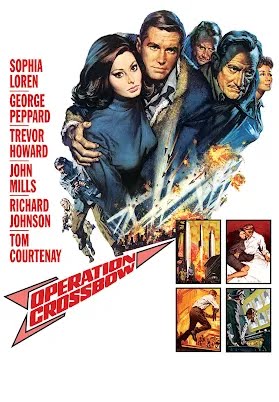 SOPHIA
LOREN
GEORGE
PEPPARD
TREVOR
HOWARD
JOHN
MILLS
RICHARD
JOHNSON
TOM
COURTENAY
OPERATION
CROSSBOW